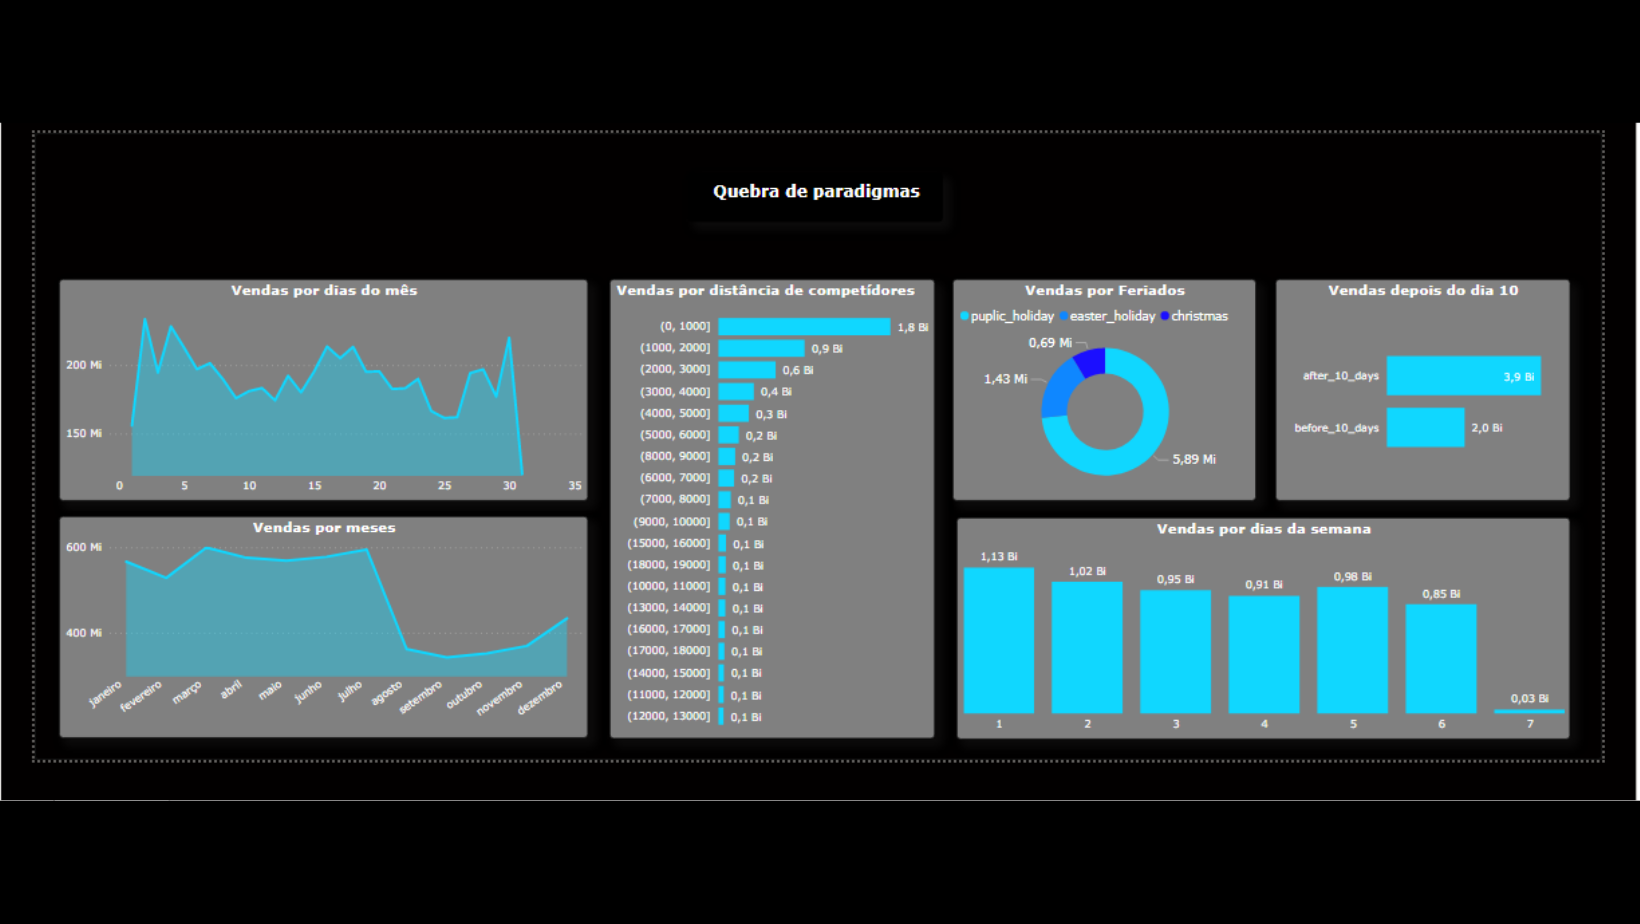 Quebra de paradigmas
Vendas por dias do mês
200 Mi
150 Mi
0 5 10 15 20 25 30 35
Vendas por meses
600 Mi
400 Mi
janeiro fevereiro março abril maio junho julho agosto setembro outubro novembro dezembro
Vendas por distância de competídores
(0, 1000] 1,8 Bi
(1000, 2000] 0,9 Bi
(2000, 3000] 0,6 Bi
(3000, 4000] 0,4 Bi
(4000, 5000] 0,3 Bi
(5000, 6000] 0,2 Bi
(8000, 9000] 0,2 Bi
(6000, 7000] 0,2 Bi
(7000, 8000] 0,1 Bi
(9000, 10000] 0,1 Bi
(15000, 16000] 0,1 Bi
(18000, 19000] 0,1 Bi
(10000, 11000] 0,1 Bi
(13000, 14000] 0,1 Bi
(16000, 17000] 0,1 Bi
(17000, 18000] 0,1 Bi
(14000, 15000] 0,1 Bi
(11000, 12000] 0,1 Bi
(12000, 13000] 0,1 Bi
Vendas por Feriados
puplic_holiday easter_holiday christmas
0,69 Mi
1,43 Mi
5,89 Mi
Vendas depois do dia 10
after_10_days 3,9 Bi
before_10_days 2,0 Bi
Vendas por dias da semana
1,13 Bi 1,02 Bi 0,95 Bi 0,91 Bi 0,98 Bi 0,85 Bi 0,03 Bi
1 2 3 4 5 6 7